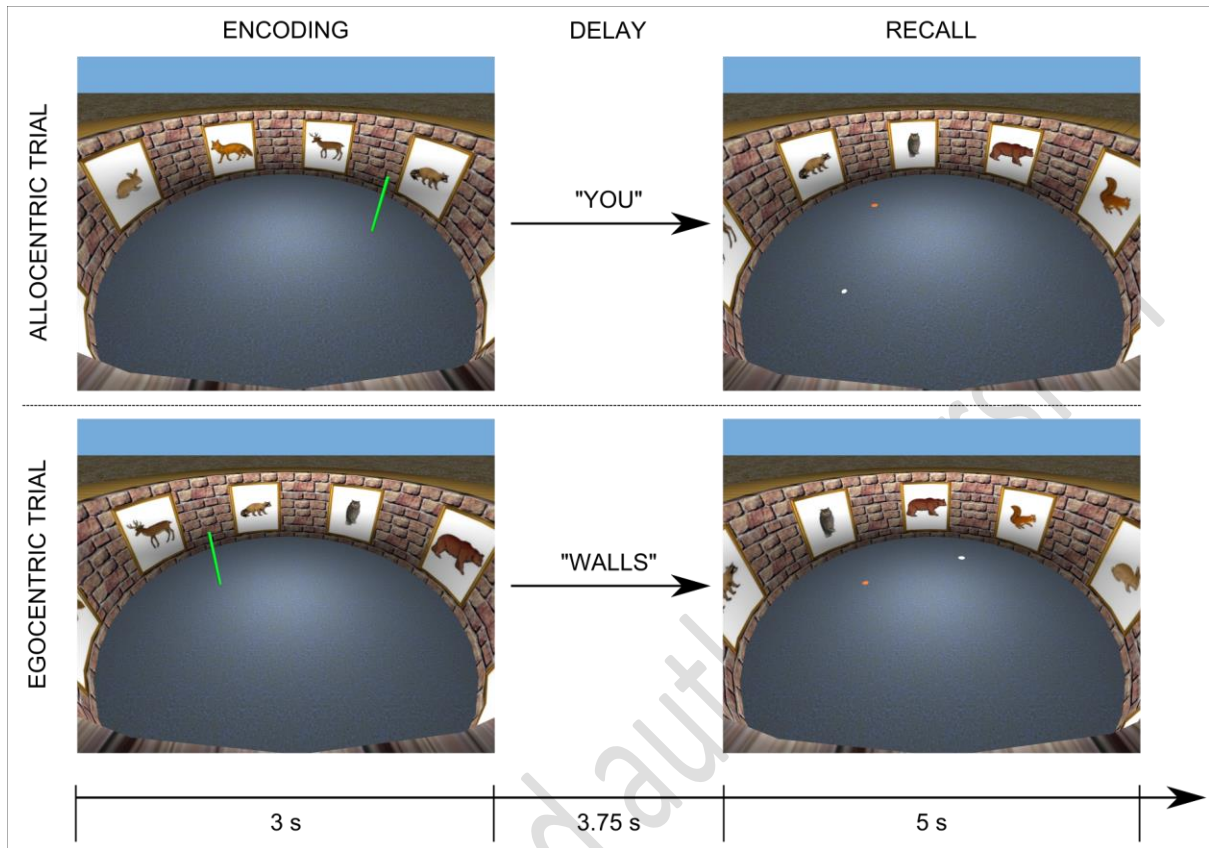 ENCODING DELAY RECALL
ALLOCENTRIC TRIAL
"YOU"
EGOCENTRIC TRIAL
"WALLS"
3 s 3.75 s 5 s